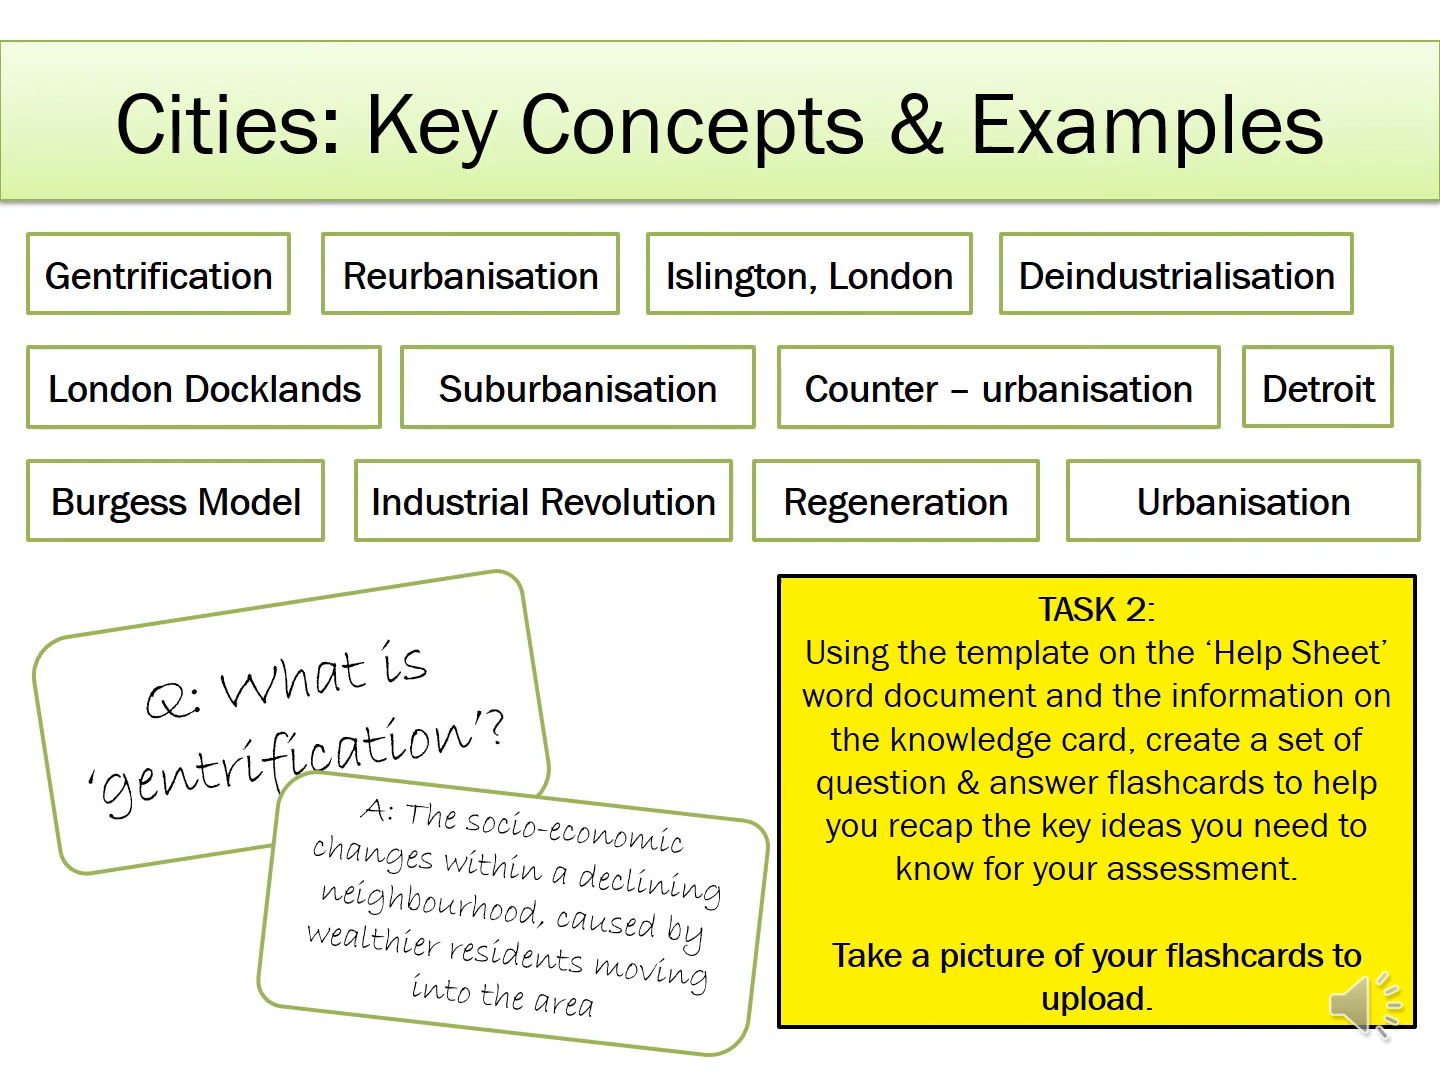 Cities: Key Concepts & Examples
Gentrification
Reurbanisation
Islington, London
Deindustrialisation
London Docklands
Suburbanisation
Counter – urbanisation
Detroit
Burgess Model
Industrial Revolution
Regeneration
Urbanisation
Q: What is
‘gentrification’?
A: The socio-economic
changes within a declining
neighbourhood, caused by
wealthier residents moving
into the area
TASK 2:
Using the template on the ‘Help Sheet’
word document and the information on
the knowledge card, create a set of
question & answer flashcards to help
you recap the key ideas you need to
know for your assessment.
Take a picture of your flashcards to
upload.